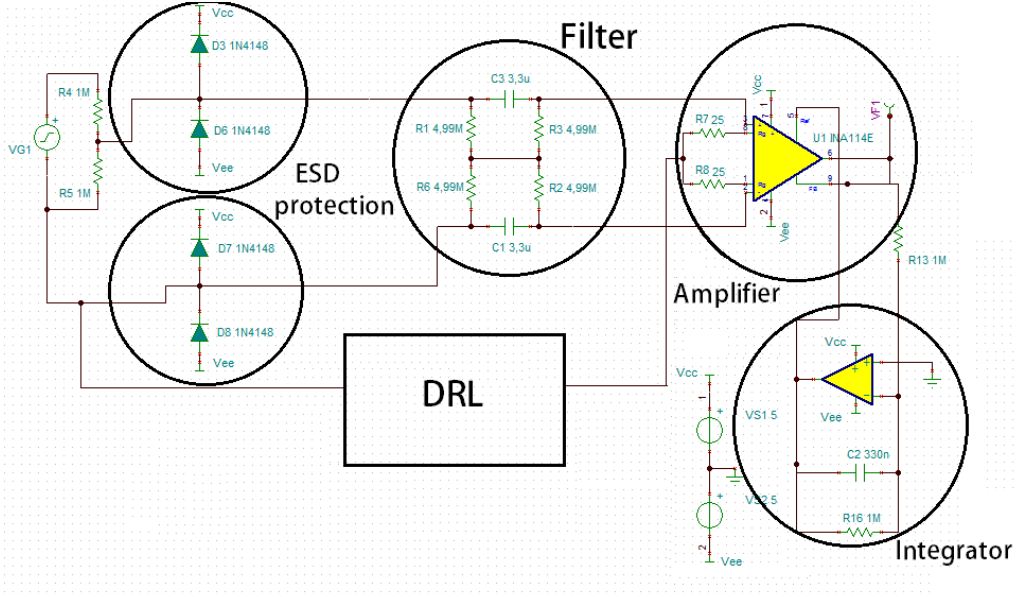 Vcc
D3 1N4148
R4 1M
VG1
D6 1N4148
Vee
R5 1M
ESD
protection
Vcc
D7 1N4148
D8 1N4148
Vee
Filter
C3 3,3u
R1 4,99M
R3 4,99M
R6 4,99M
R2 4,99M
C1 3,3u
Vcc
R7 25
R8 25
U1 INA114E
VF1
Vee
Amplifier
R13 1M
DRL
Vcc
1
VS1 5
VS2 5
2
Vee
Vcc
Vee
C2 330n
R16 1M
Integrator